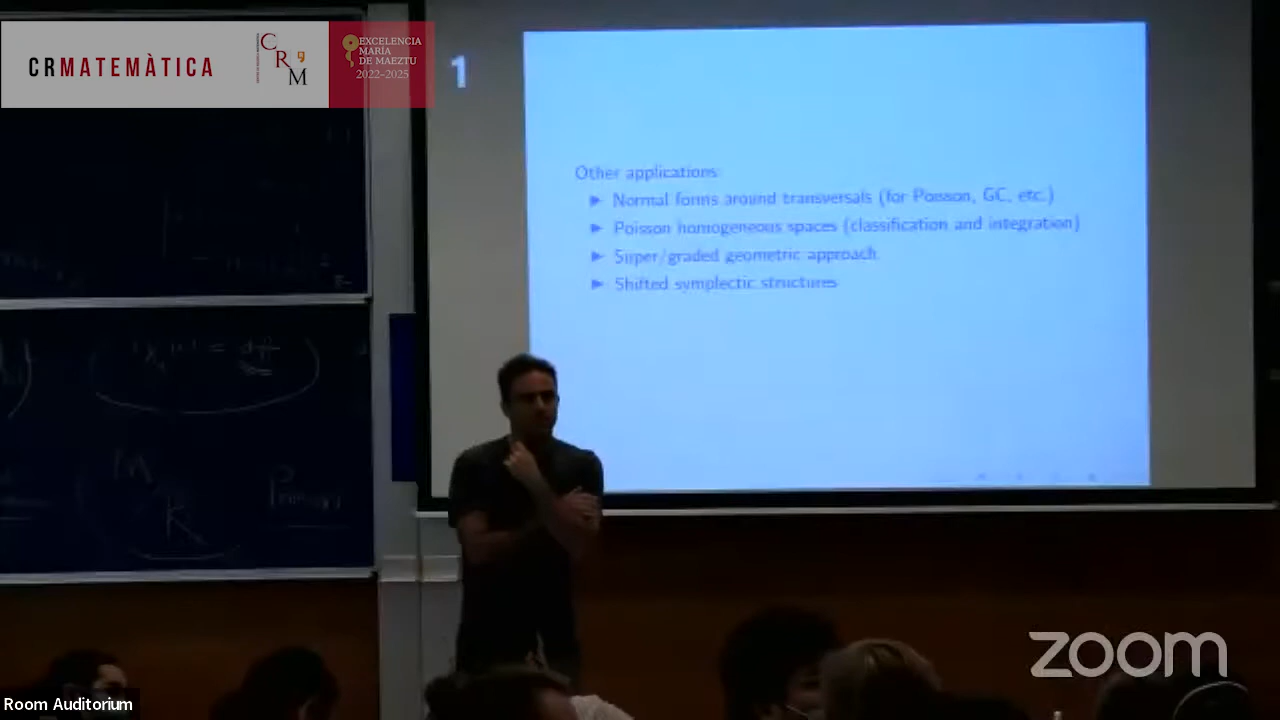 CRMATEMÀTICA
CRM
EXCELENCIA
MARÍA
DE MAEZTU
2022-2025
1
Other applications
► Normal forms around transversals (for Poisson, GC, etc.)
► Poisson homogeneous spaces (classification and integration)
► Super/graded geometric approach
► Shifted symplectic structures
M
R
Poisson
zoom
Room Auditorium